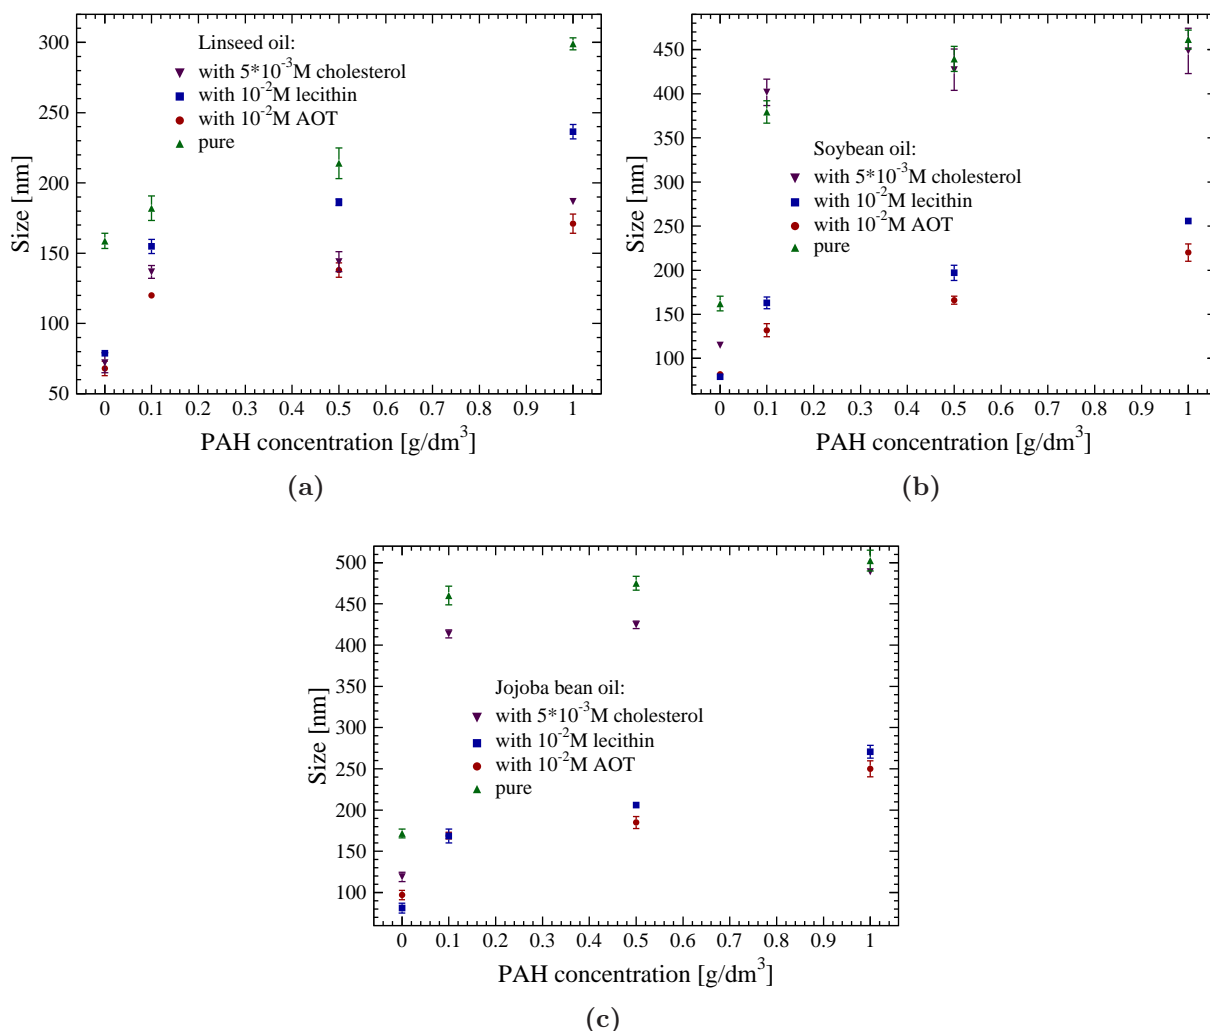 Linseed oil:
with 5*10-3M cholesterol
with 10-2M lecithin
with 10-2M AOT
pure
Size [nm]
300
250
200
150
100
50
0 0.1 0.2 0.3 0.4 0.5 0.6 0.7 0.8 0.9 1
PAH concentration [g/dm3]
(a)
Soybean oil:
with 5*10-3M cholesterol
with 10-2M lecithin
with 10-2M AOT
pure
Size [nm]
450
400
350
300
250
200
150
100
0 0.1 0.2 0.3 0.4 0.5 0.6 0.7 0.8 0.9 1
PAH concentration [g/dm3]
(b)
Jojoba bean oil:
with 5*10-3M cholesterol
with 10-2M lecithin
with 10-2M AOT
pure
Size [nm]
500
450
400
350
300
250
200
150
100
0 0.1 0.2 0.3 0.4 0.5 0.6 0.7 0.8 0.9 1
PAH concentration [g/dm3]
(c)